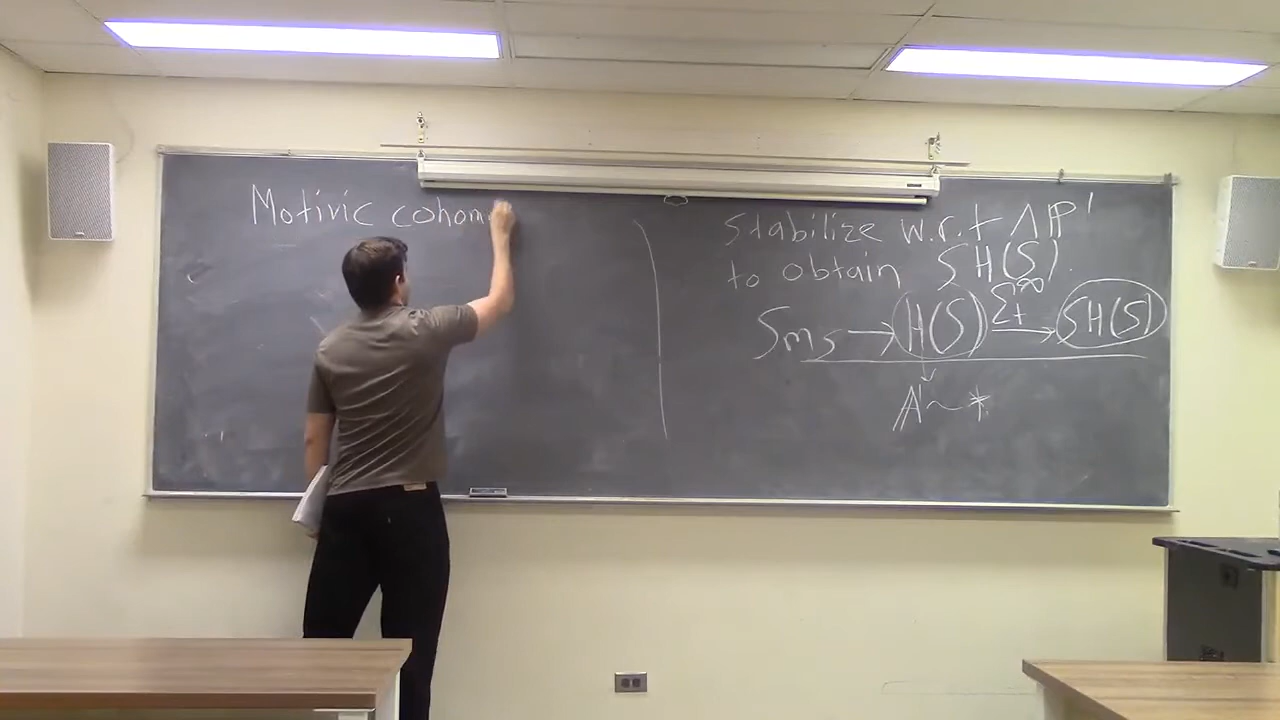 Motivic cohom
Stabilize w.r.t ∧ℙ¹
to obtain SH(S).
Sm_S → H(S) Σ^∞_+ → SH(S)
A¹ ~ *